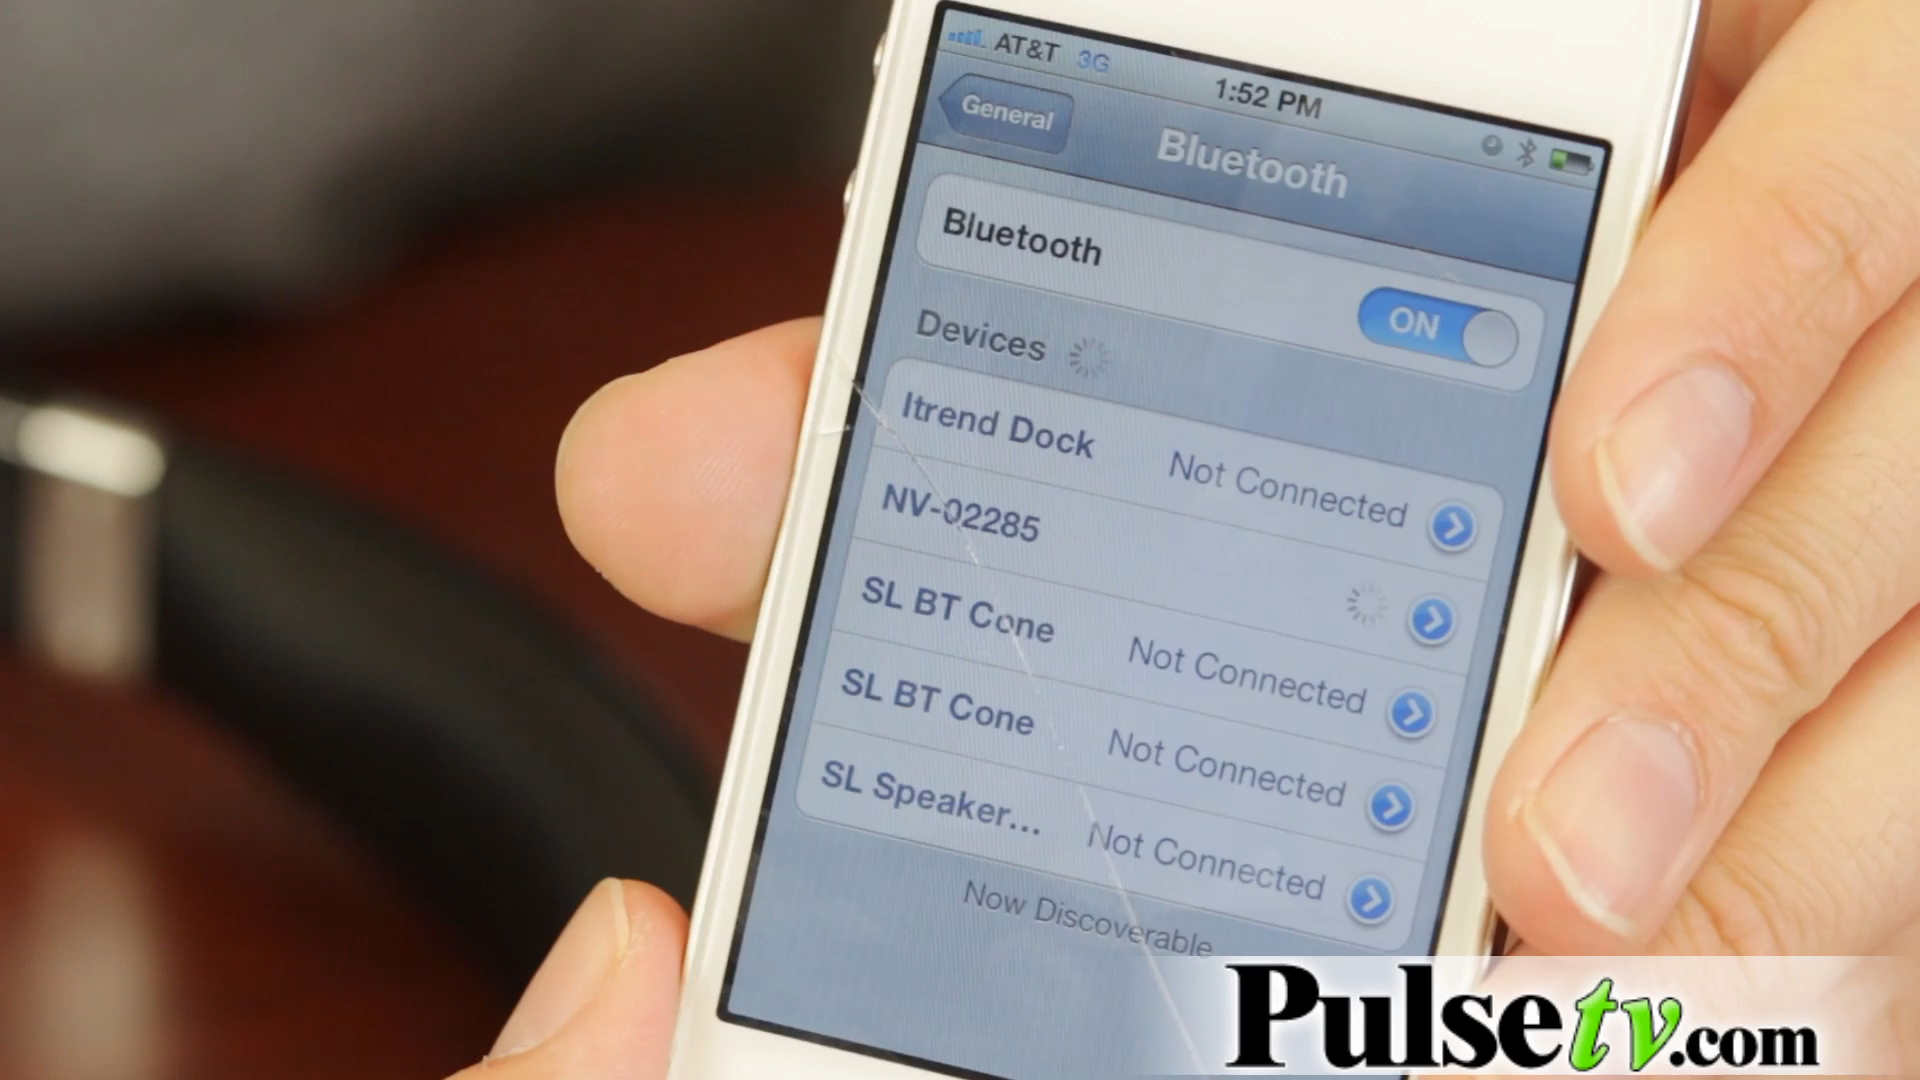 AT&T 3G 1:52 PM
General
Bluetooth
Bluetooth ON
Devices
Itrend Dock Not Connected
NV-02285
SL BT Cone Not Connected
SL BT Cone Not Connected
SL Speaker... Not Connected
Now Discoverable
Pulsetv.com